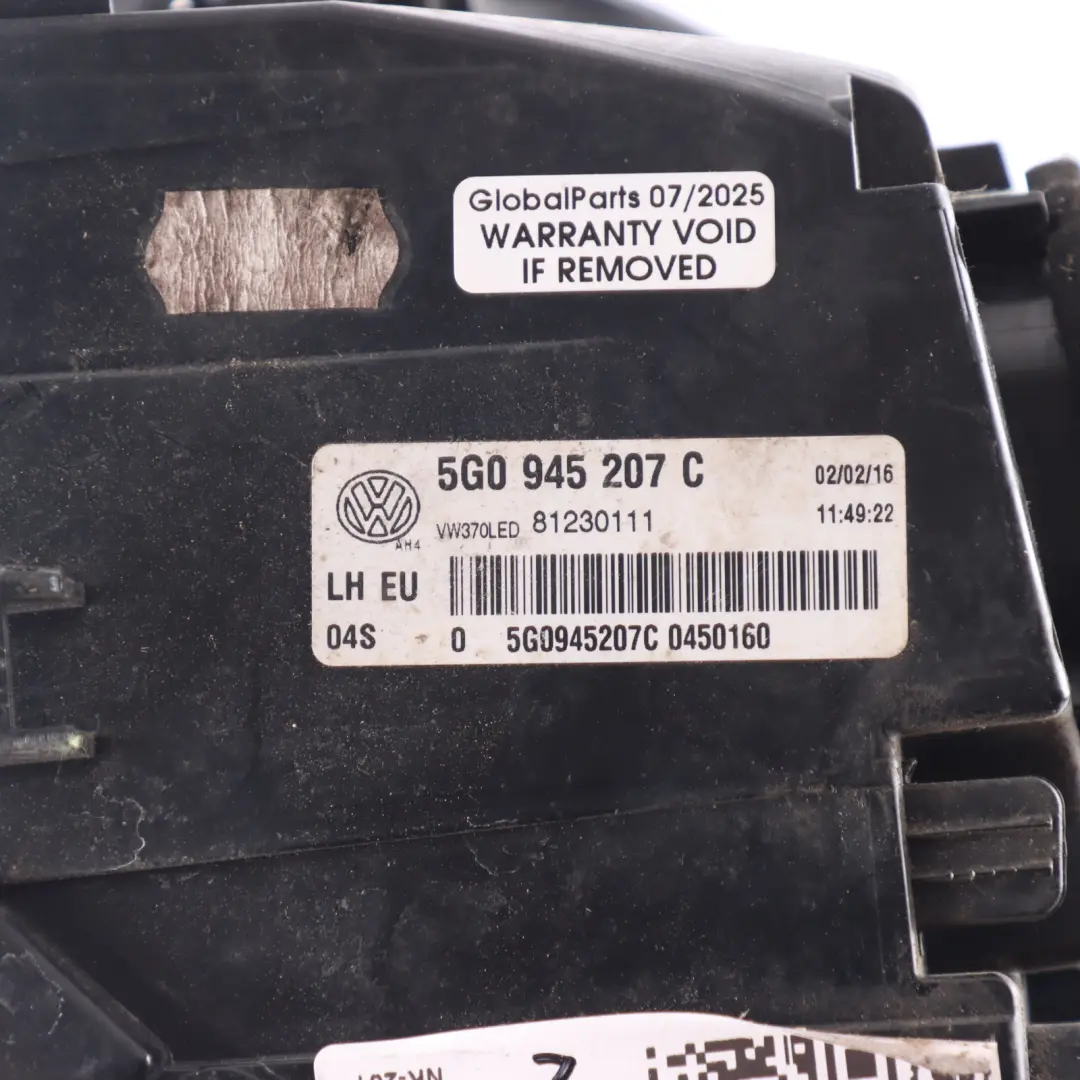 GlobalParts 07/2025
WARRANTY VOID
IF REMOVED
5G0 945 207 C 02/02/16
VW370LED 81230111 11:49:22
AH4
LH EU
04S 0 5G0945207C 0450160